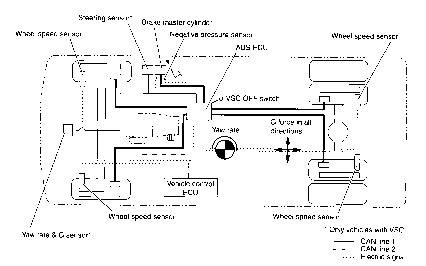 Steering sensor*
Brake master cylinder
Wheel speed sensor
Negative pressure sensor
ABS ECU
Wheel speed sensor
to VSC OFF switch
Yaw rate
G force in all
directions
Vehicle control
ECU
Wheel speed sensor
Wheel speed sensor
Yaw rate & G sensor*
* Only vehicles with VSC
CAN line 1
CAN line 2
Electric signal